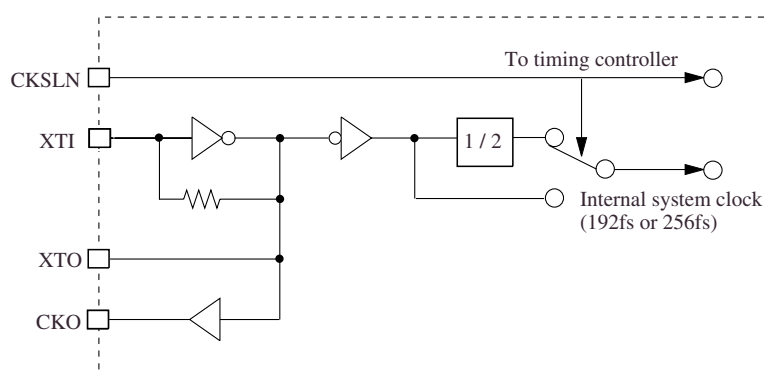 To timing controller
CKSLN
XTI
1 / 2
Internal system clock
(192fs or 256fs)
XTO
CKO